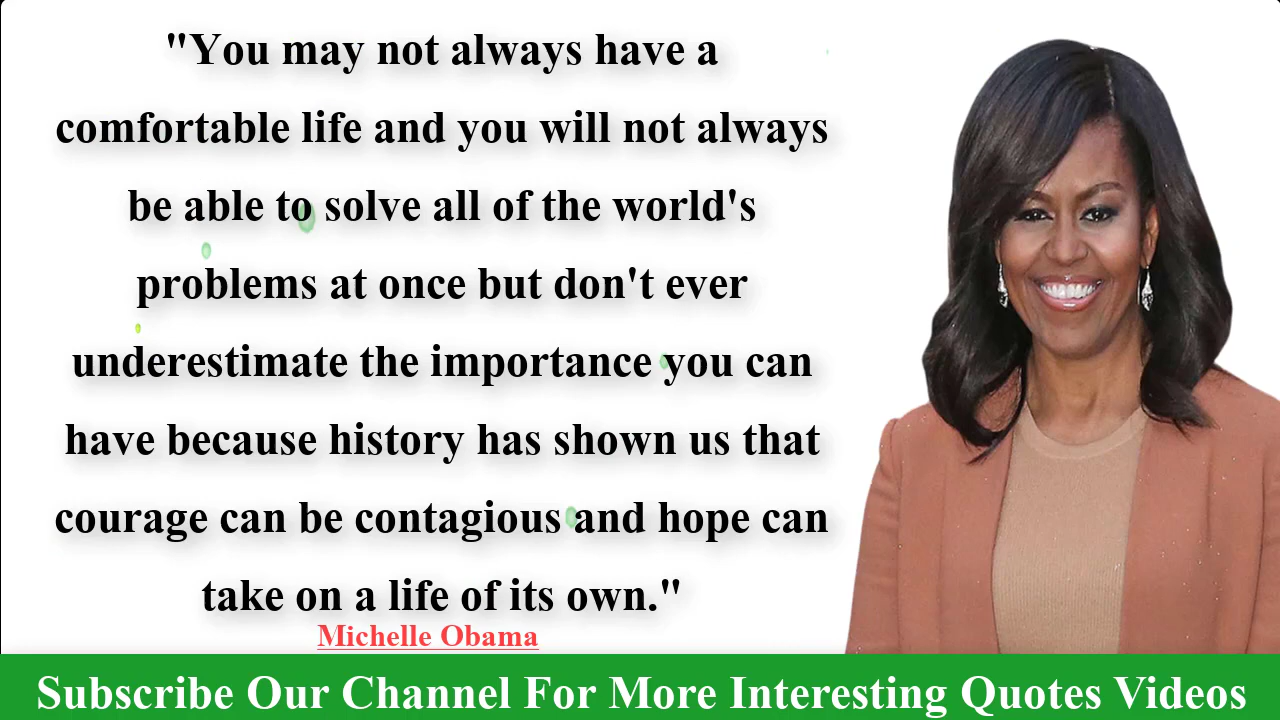 "You may not always have a
comfortable life and you will not always
be able to solve all of the world's
problems at once but don't ever
underestimate the importance you can
have because history has shown us that
courage can be contagious and hope can
take on a life of its own."
Michelle Obama
Subscribe Our Channel For More Interesting Quotes Videos